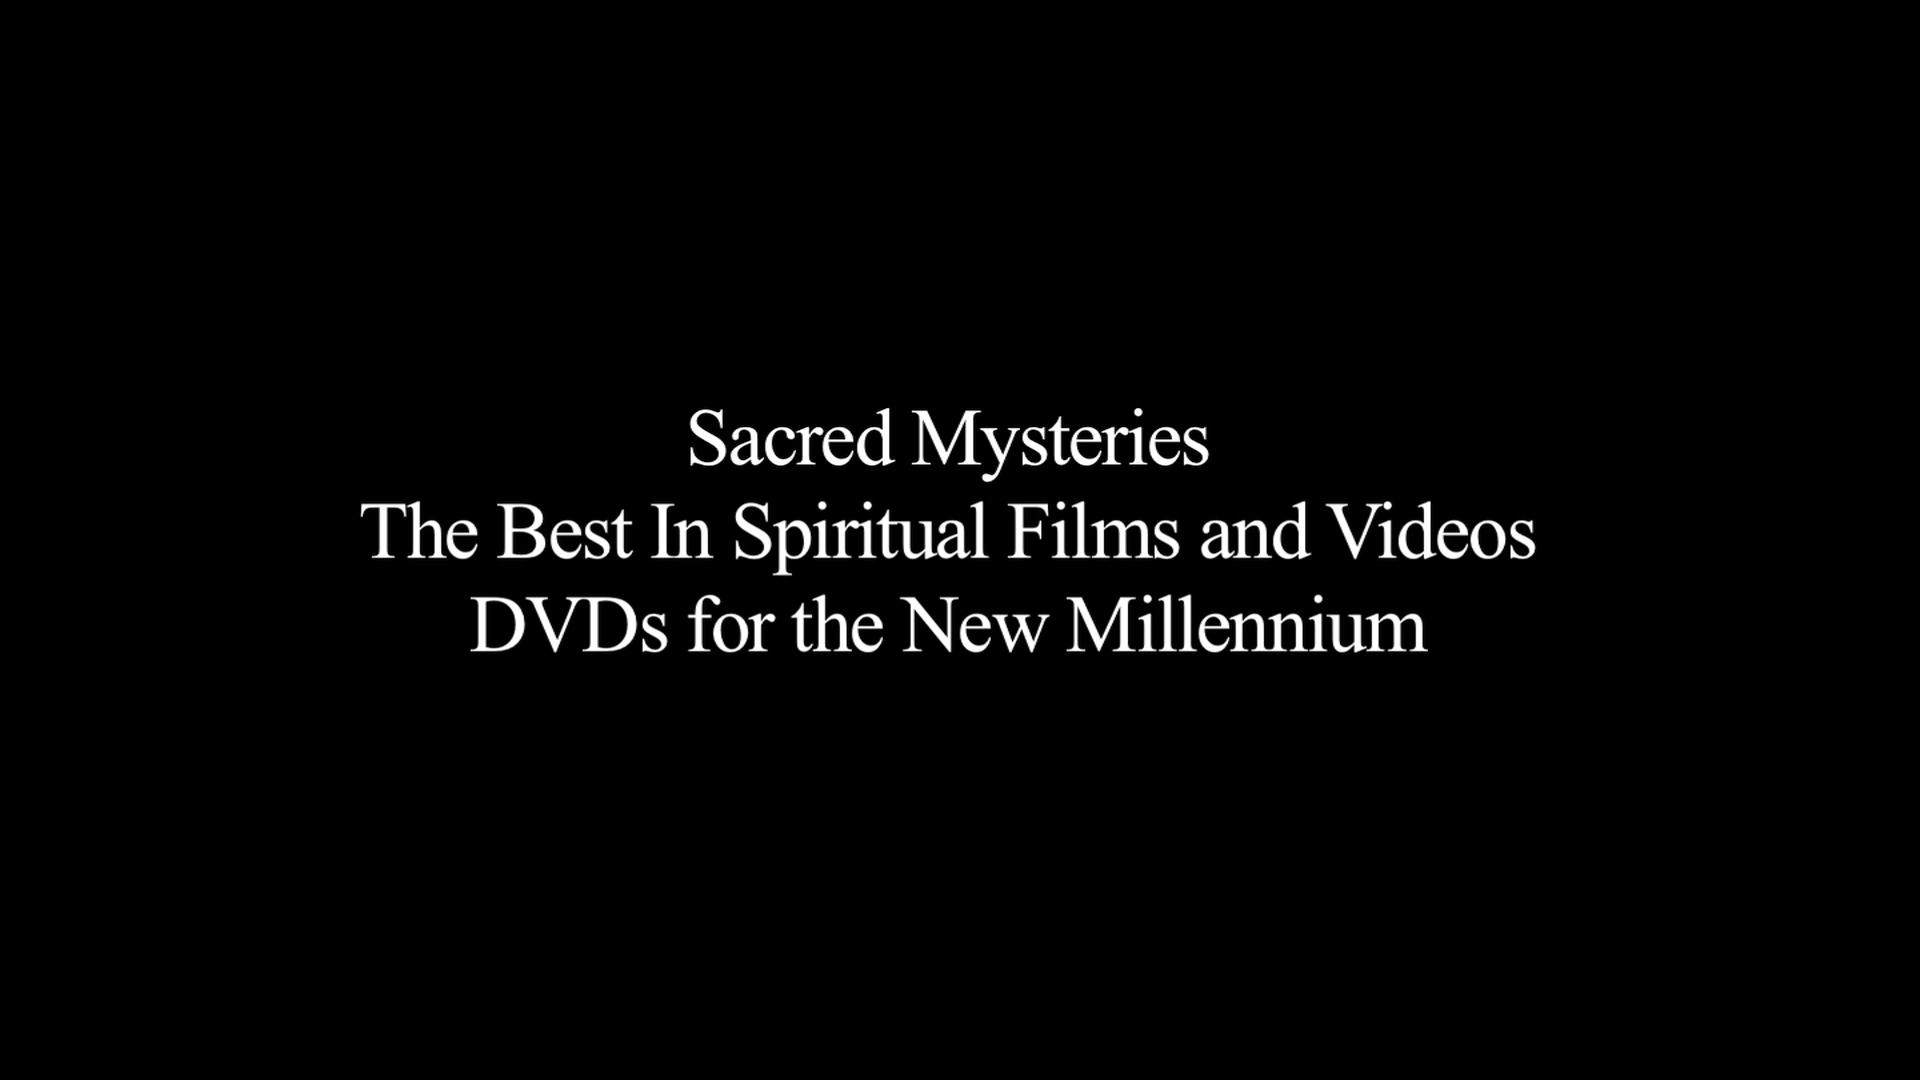 Sacred Mysteries
The Best In Spiritual Films and Videos
DVDs for the New Millennium